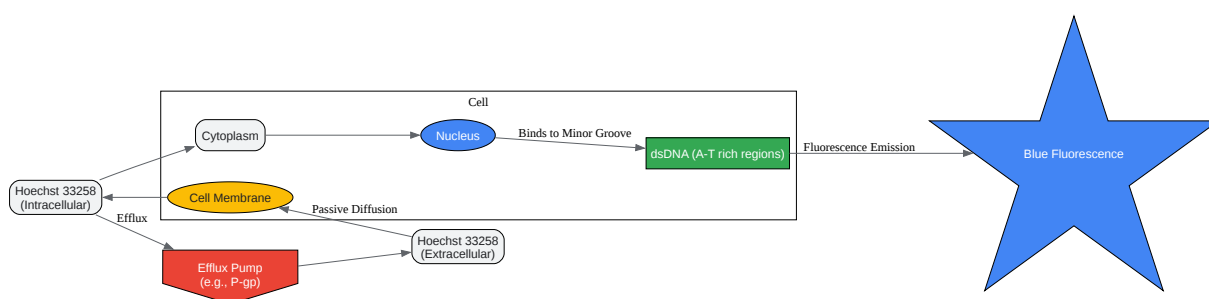 Cell
Cytoplasm
Nucleus
Binds to Minor Groove
dsDNA (A-T rich regions)
Fluorescence Emission
Blue Fluorescence
Hoechst 33258
(Intracellular)
Cell Membrane
Passive Diffusion
Efflux
Hoechst 33258
(Extracellular)
Efflux Pump
(e.g., P-gp)